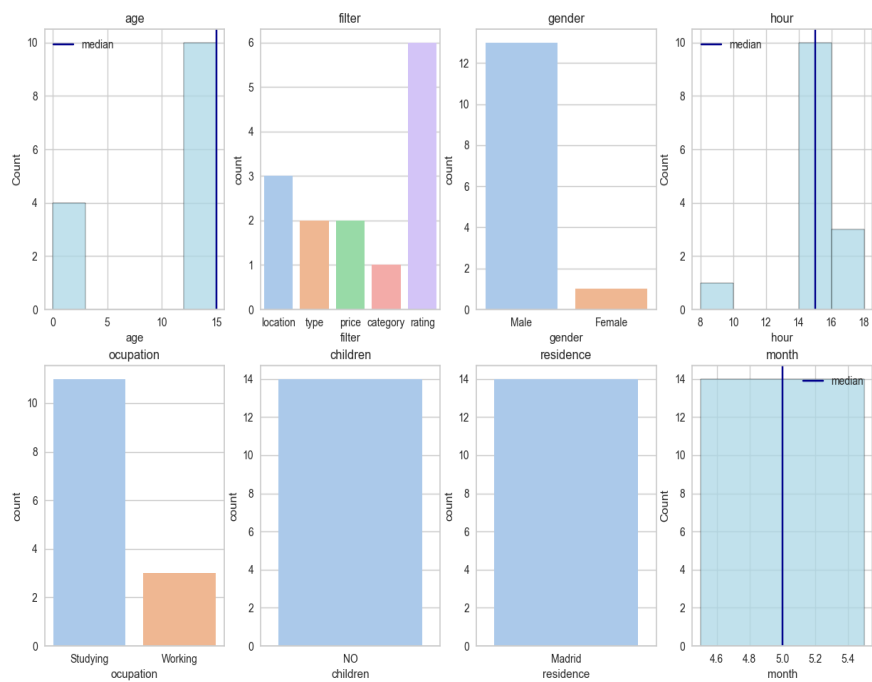 age
filter
gender
hour
median
median
10
8
6
4
2
0
Count
0
5
10
15
age
6
5
4
3
2
1
0
count
location
type
price
category
rating
filter
12
10
8
6
4
2
0
count
Male
Female
gender
10
8
6
4
2
0
Count
8
10
12
14
16
18
hour
ocupation
children
residence
month
10
8
6
4
2
0
count
Studying
Working
ocupation
14
12
10
8
6
4
2
0
count
NO
children
14
12
10
8
6
4
2
0
count
Madrid
residence
median
14
12
10
8
6
4
2
0
Count
4.6
4.8
5.0
5.2
5.4
month